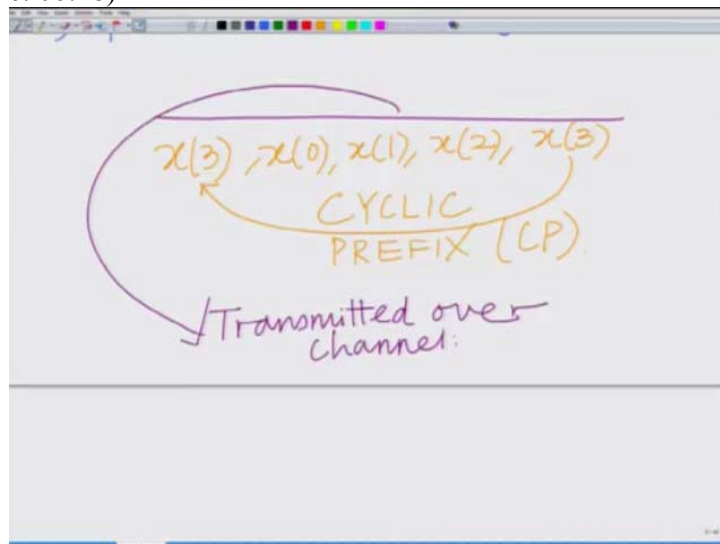 x(3), x(0), x(1), x(2), x(3)
CYCLIC
PREFIX (CP).
Transmitted over
channel.